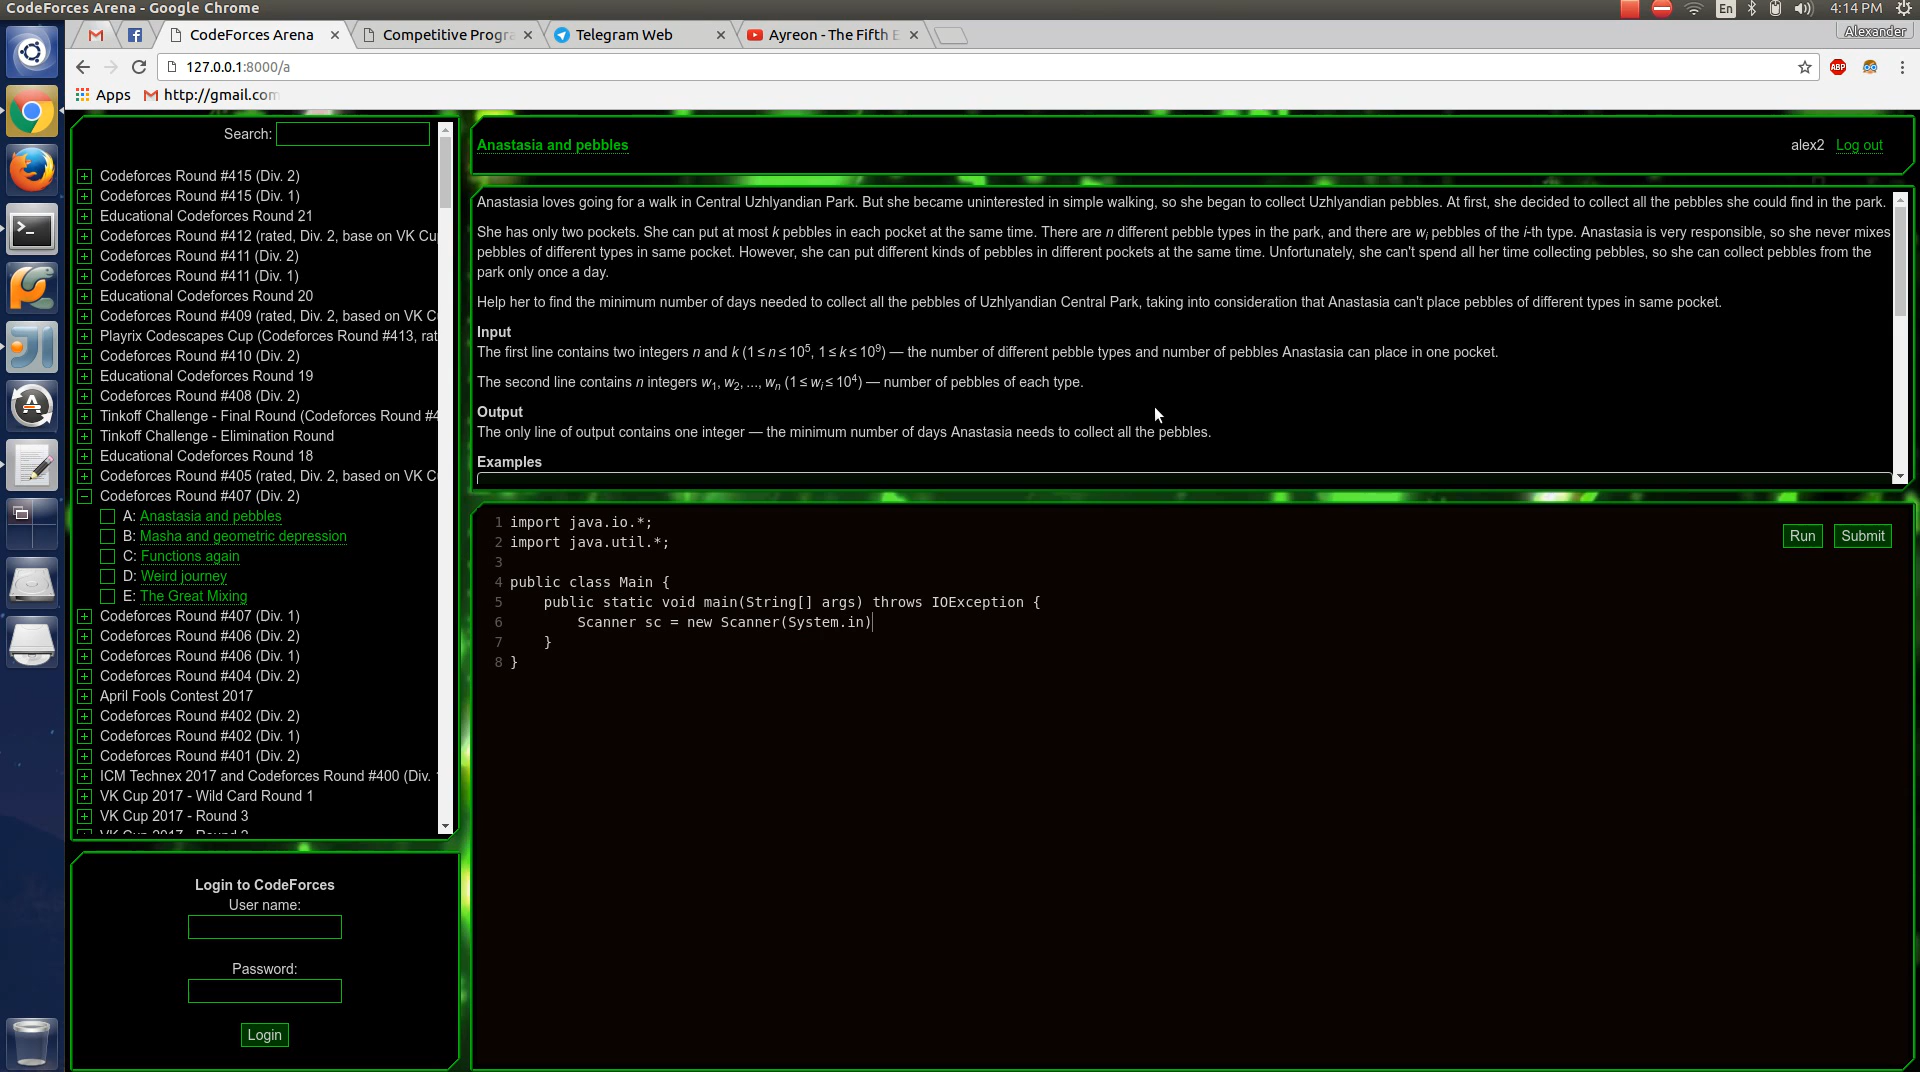 CodeForces Arena - Google Chrome
En
4:14 PM
Alexander
CodeForces Arena
Competitive Progra
Telegram Web
Ayreon - The Fifth E
127.0.0.1:8000/a
ABP
Apps
http://gmail.com
Search:
Codeforces Round #415 (Div. 2)
Codeforces Round #415 (Div. 1)
Educational Codeforces Round 21
Codeforces Round #412 (rated, Div. 2, base on VK Cu
Codeforces Round #411 (Div. 2)
Codeforces Round #411 (Div. 1)
Educational Codeforces Round 20
Codeforces Round #409 (rated, Div. 2, based on VK C
Playrix Codescapes Cup (Codeforces Round #413, rat
Codeforces Round #410 (Div. 2)
Educational Codeforces Round 19
Codeforces Round #408 (Div. 2)
Tinkoff Challenge - Final Round (Codeforces Round #4
Tinkoff Challenge - Elimination Round
Educational Codeforces Round 18
Codeforces Round #405 (rated, Div. 2, based on VK C
Codeforces Round #407 (Div. 2)
A: Anastasia and pebbles
B: Masha and geometric depression
C: Functions again
D: Weird journey
E: The Great Mixing
Codeforces Round #407 (Div. 1)
Codeforces Round #406 (Div. 2)
Codeforces Round #406 (Div. 1)
Codeforces Round #404 (Div. 2)
April Fools Contest 2017
Codeforces Round #402 (Div. 2)
Codeforces Round #402 (Div. 1)
Codeforces Round #401 (Div. 2)
ICM Technex 2017 and Codeforces Round #400 (Div.
VK Cup 2017 - Wild Card Round 1
VK Cup 2017 - Round 3
Login to CodeForces
User name:
Password:
Login
Anastasia and pebbles
alex2 Log out
Anastasia loves going for a walk in Central Uzhlyandian Park. But she became uninterested in simple walking, so she began to collect Uzhlyandian pebbles. At first, she decided to collect all the pebbles she could find in the park.
She has only two pockets. She can put at most k pebbles in each pocket at the same time. There are n different pebble types in the park, and there are wᵢ pebbles of the i-th type. Anastasia is very responsible, so she never mixes
pebbles of different types in same pocket. However, she can put different kinds of pebbles in different pockets at the same time. Unfortunately, she can't spend all her time collecting pebbles, so she can collect pebbles from the
park only once a day.
Help her to find the minimum number of days needed to collect all the pebbles of Uzhlyandian Central Park, taking into consideration that Anastasia can't place pebbles of different types in same pocket.
Input
The first line contains two integers n and k (1 ≤ n ≤ 10⁵, 1 ≤ k ≤ 10⁹) — the number of different pebble types and number of pebbles Anastasia can place in one pocket.
The second line contains n integers w₁, w₂, ..., wₙ (1 ≤ wᵢ ≤ 10⁴) — number of pebbles of each type.
Output
The only line of output contains one integer — the minimum number of days Anastasia needs to collect all the pebbles.
Examples
Run
Submit
1 import java.io.*;
2 import java.util.*;
3
4 public class Main {
5 public static void main(String[] args) throws IOException {
6 Scanner sc = new Scanner(System.in)
7 }
8 }